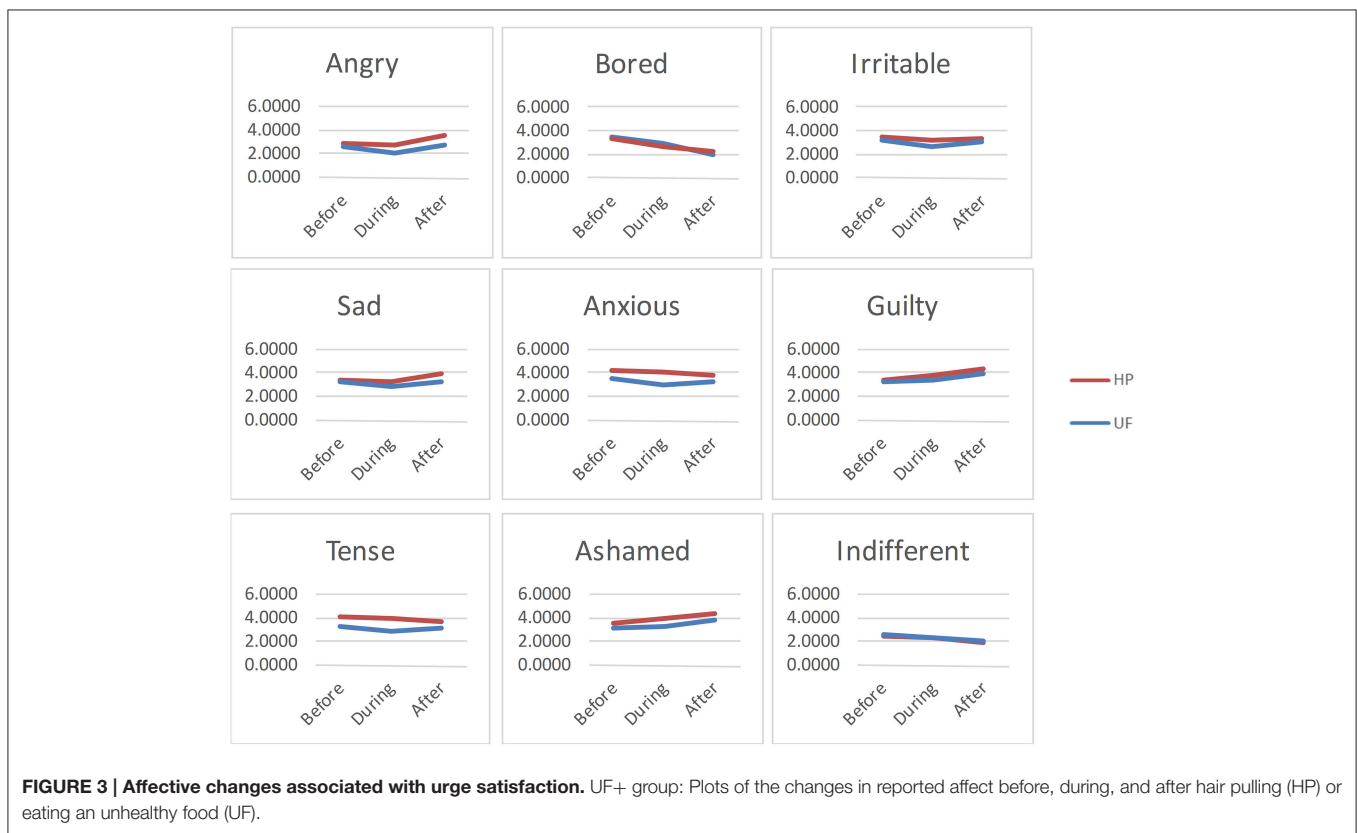 Angry
6.0000
4.0000
2.0000
0.0000
Before
During
After
Bored
6.0000
4.0000
2.0000
0.0000
Before
During
After
Irritable
6.0000
4.0000
2.0000
0.0000
Before
During
After
Sad
6.0000
4.0000
2.0000
0.0000
Before
During
After
Anxious
6.0000
4.0000
2.0000
0.0000
Before
During
After
Guilty
6.0000
4.0000
2.0000
0.0000
Before
During
After
HP
UF
Tense
6.0000
4.0000
2.0000
0.0000
Before
During
After
Ashamed
6.0000
4.0000
2.0000
0.0000
Before
During
After
Indifferent
6.0000
4.0000
2.0000
0.0000
Before
During
After
FIGURE 3 | Affective changes associated with urge satisfaction. UF+ group: Plots of the changes in reported affect before, during, and after hair pulling (HP) or
eating an unhealthy food (UF).